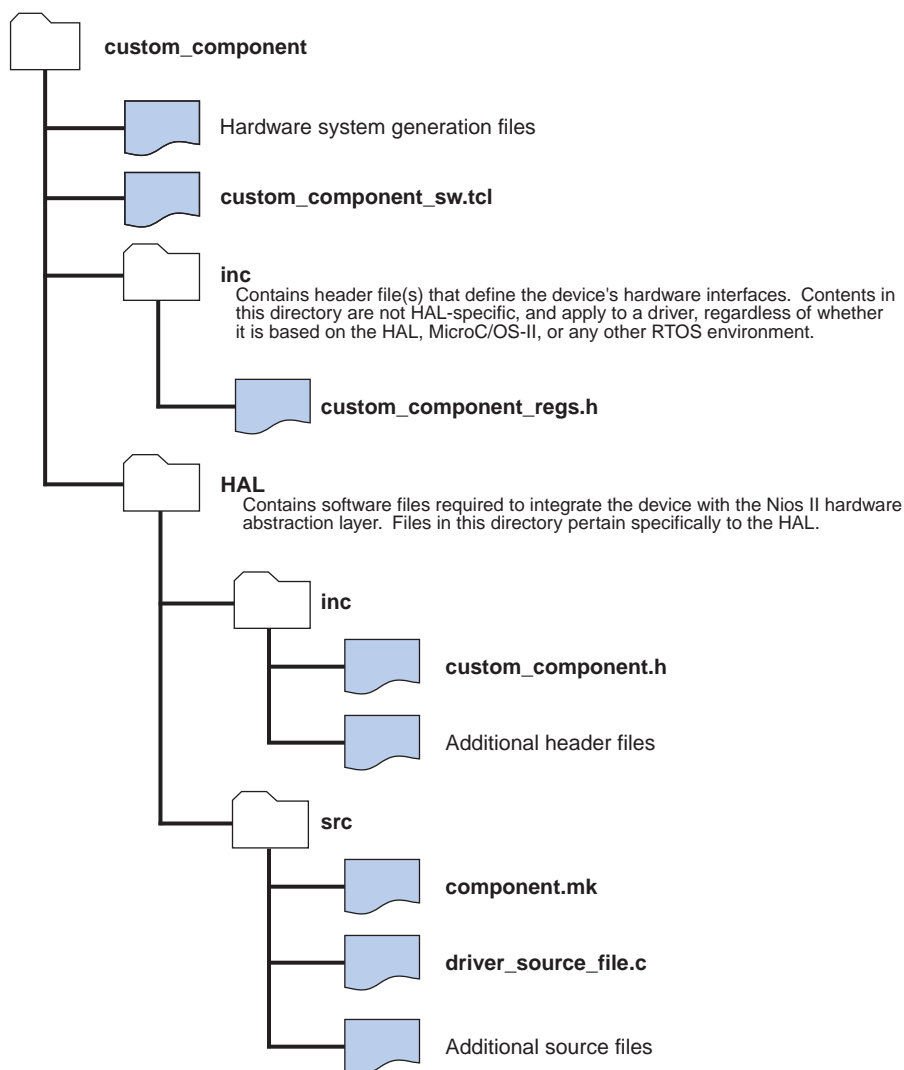 custom_component
Hardware system generation files
custom_component_sw.tcl
inc
Contains header file(s) that define the device's hardware interfaces. Contents in
this directory are not HAL-specific, and apply to a driver, regardless of whether
it is based on the HAL, MicroC/OS-II, or any other RTOS environment.
custom_component_regs.h
HAL
Contains software files required to integrate the device with the Nios II hardware
abstraction layer. Files in this directory pertain specifically to the HAL.
inc
custom_component.h
Additional header files
src
component.mk
driver_source_file.c
Additional source files